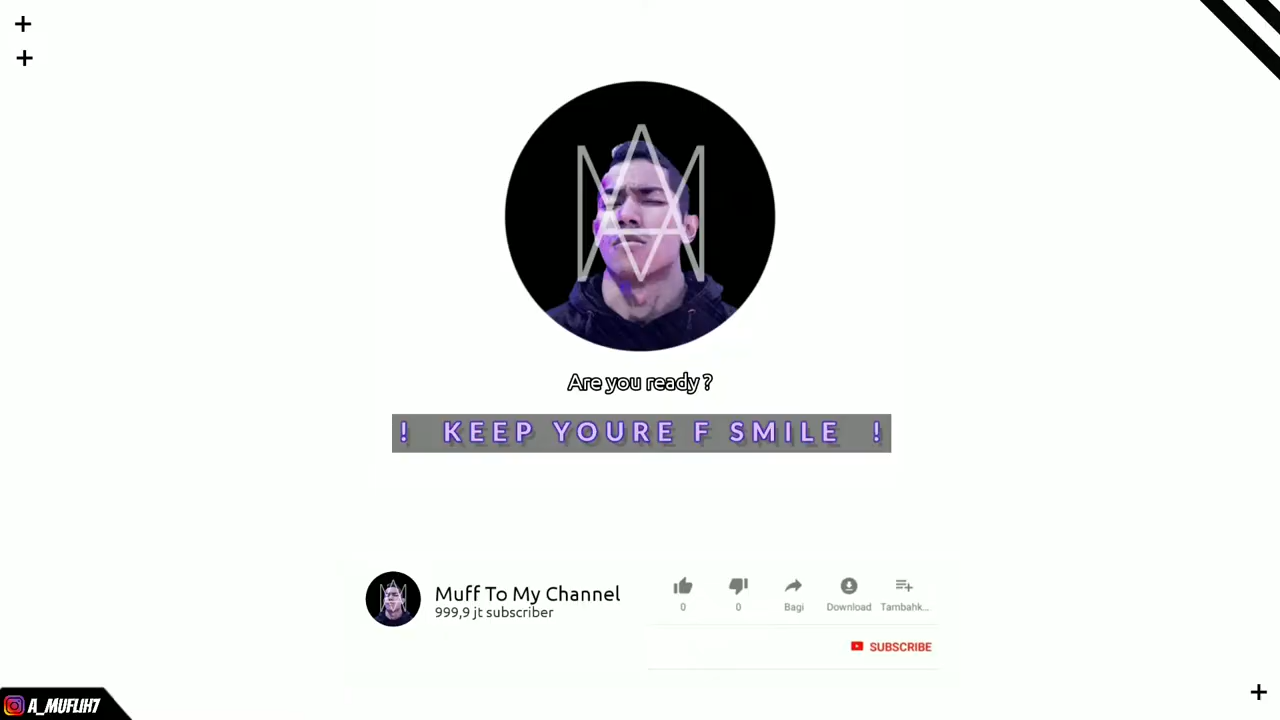 Are you ready ?
! KEEP YOURE F SMILE !
Muff To My Channel
999,9 jt subscriber
0
0
Bagi
Download
Tambahk...
SUBSCRIBE
A_MUFLIH7